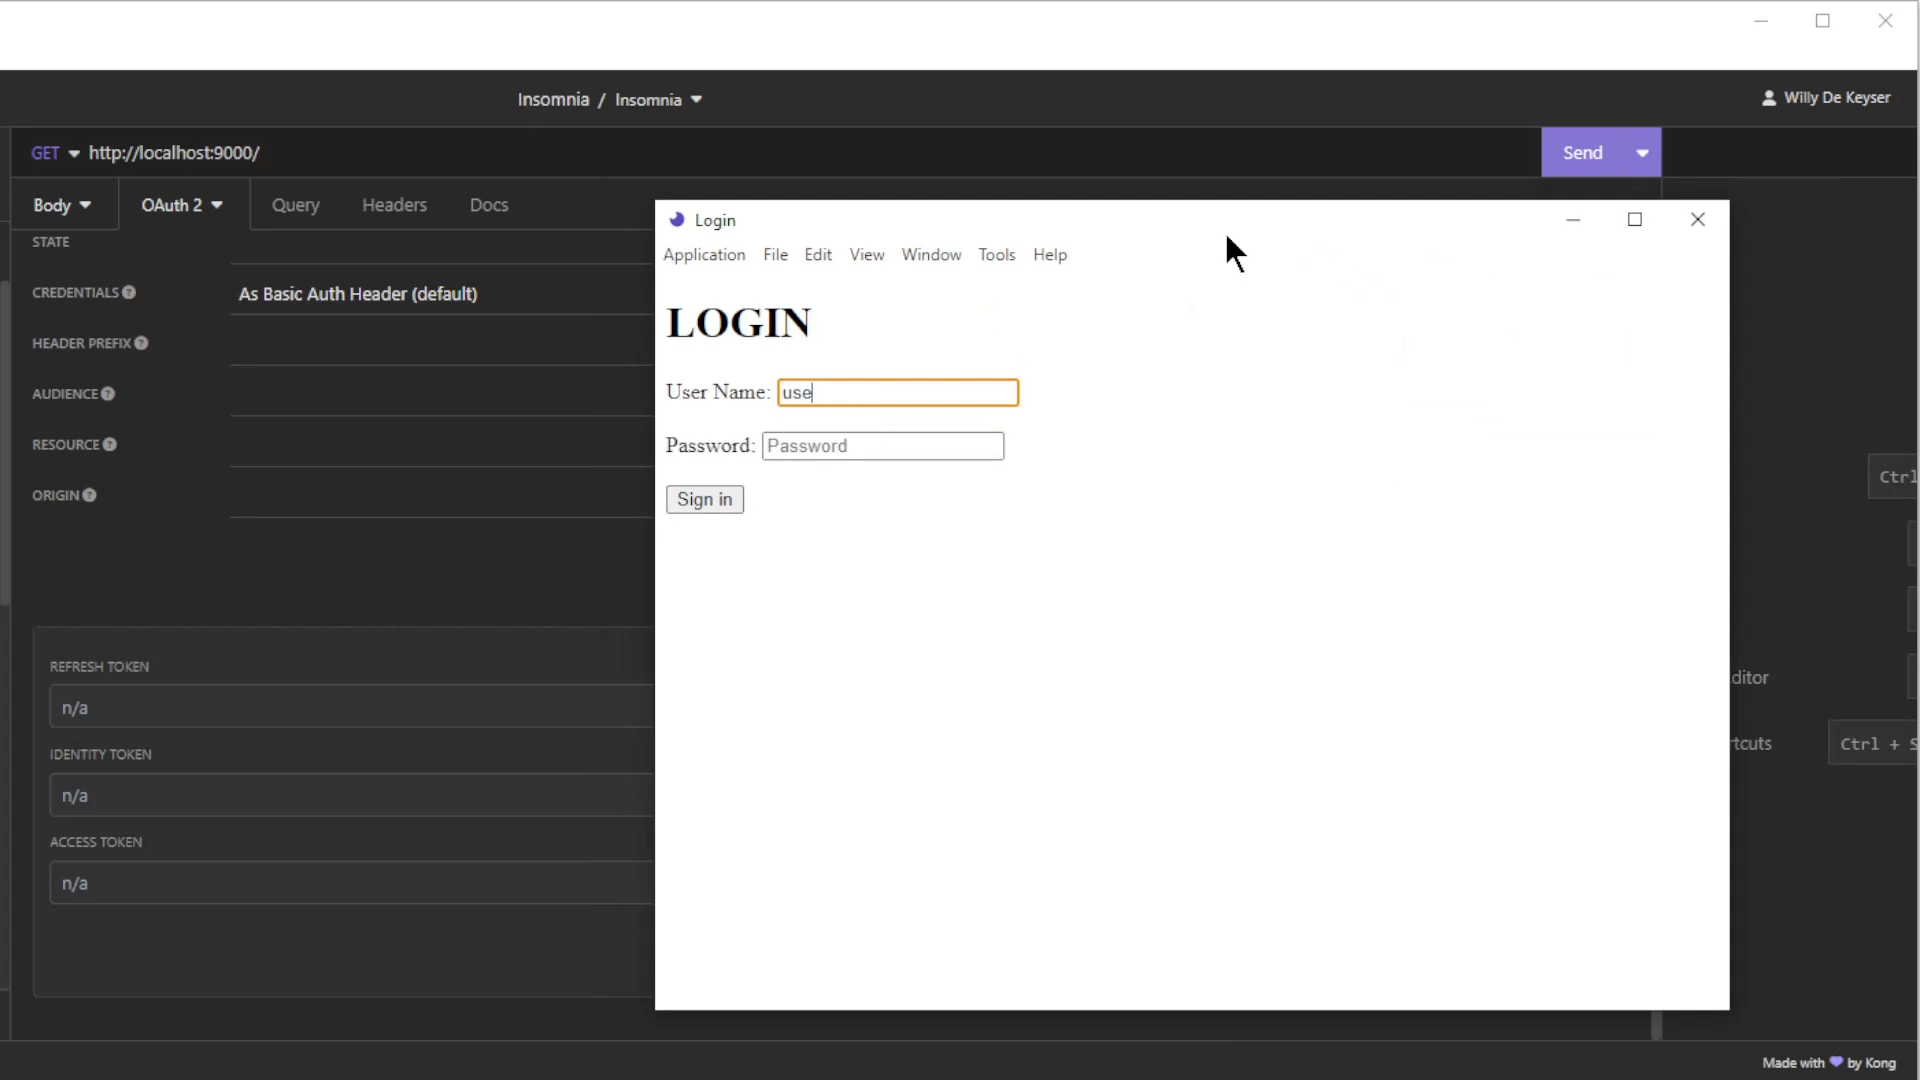 Insomnia / Insomnia
Willy De Keyser
GET http://localhost:9000/
Send
Body
OAuth 2
Query
Headers
Docs
STATE
CREDENTIALS
As Basic Auth Header (default)
HEADER PREFIX
AUDIENCE
RESOURCE
ORIGIN
REFRESH TOKEN
n/a
IDENTITY TOKEN
n/a
ACCESS TOKEN
n/a
Login
Application File Edit View Window Tools Help
LOGIN
User Name: use
Password: Password
Sign in
Ctrl
ditor
rtcuts
Ctrl + S
Made with by Kong